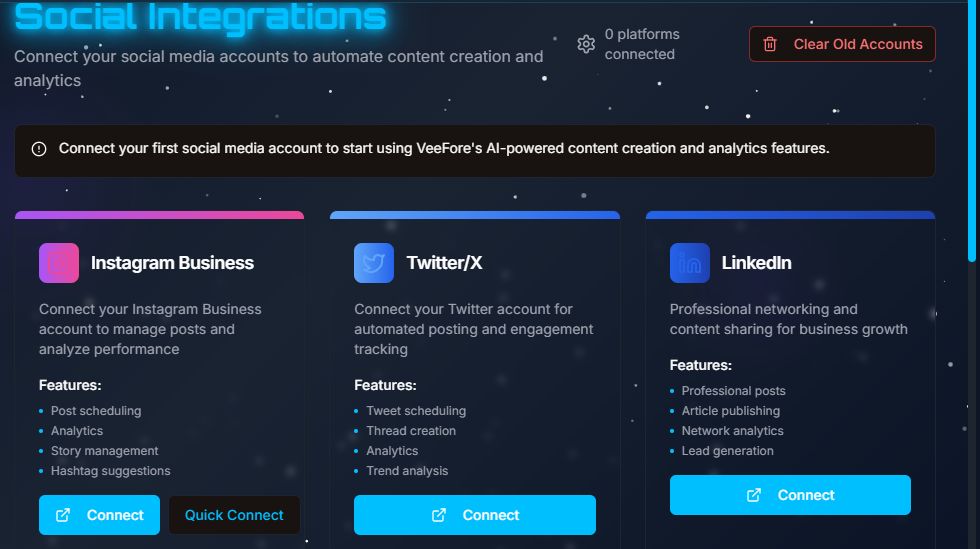 Social Integrations
Connect your social media accounts to automate content creation and
analytics
0 platforms
connected
Clear Old Accounts
Connect your first social media account to start using VeeFore's AI-powered content creation and analytics features.
Instagram Business
Connect your Instagram Business
account to manage posts and
analyze performance
Features:
Post scheduling
Analytics
Story management
Hashtag suggestions
Connect
Quick Connect
Twitter/X
Connect your Twitter account for
automated posting and engagement
tracking
Features:
Tweet scheduling
Thread creation
Analytics
Trend analysis
Connect
LinkedIn
Professional networking and
content sharing for business growth
Features:
Professional posts
Article publishing
Network analytics
Lead generation
Connect